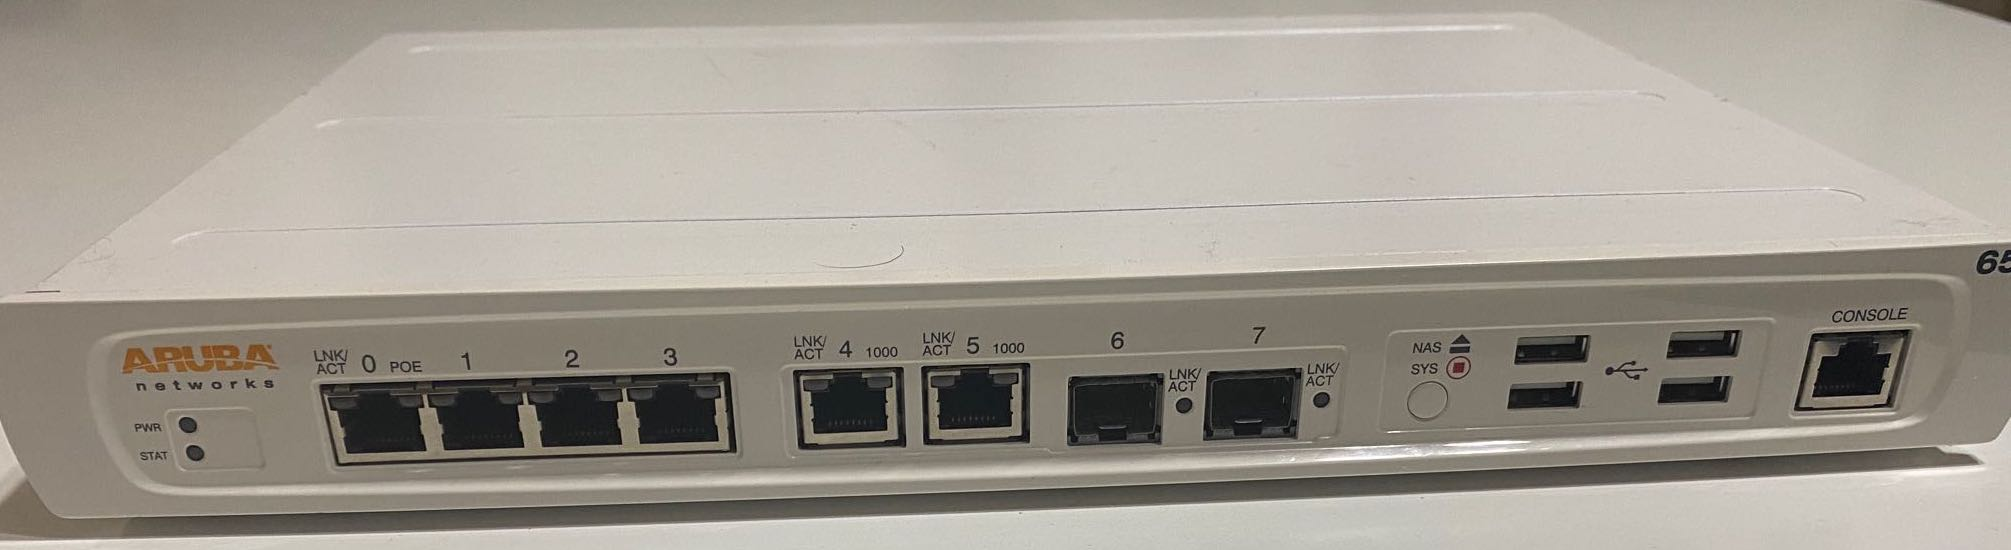 ARUBA
networks
PWR
STAT
LNK/
ACT
0
POE
1
2
3
LNK/
ACT
4
1000
LNK/
ACT
5
1000
6
LNK/
ACT
7
LNK/
ACT
NAS
SYS
CONSOLE